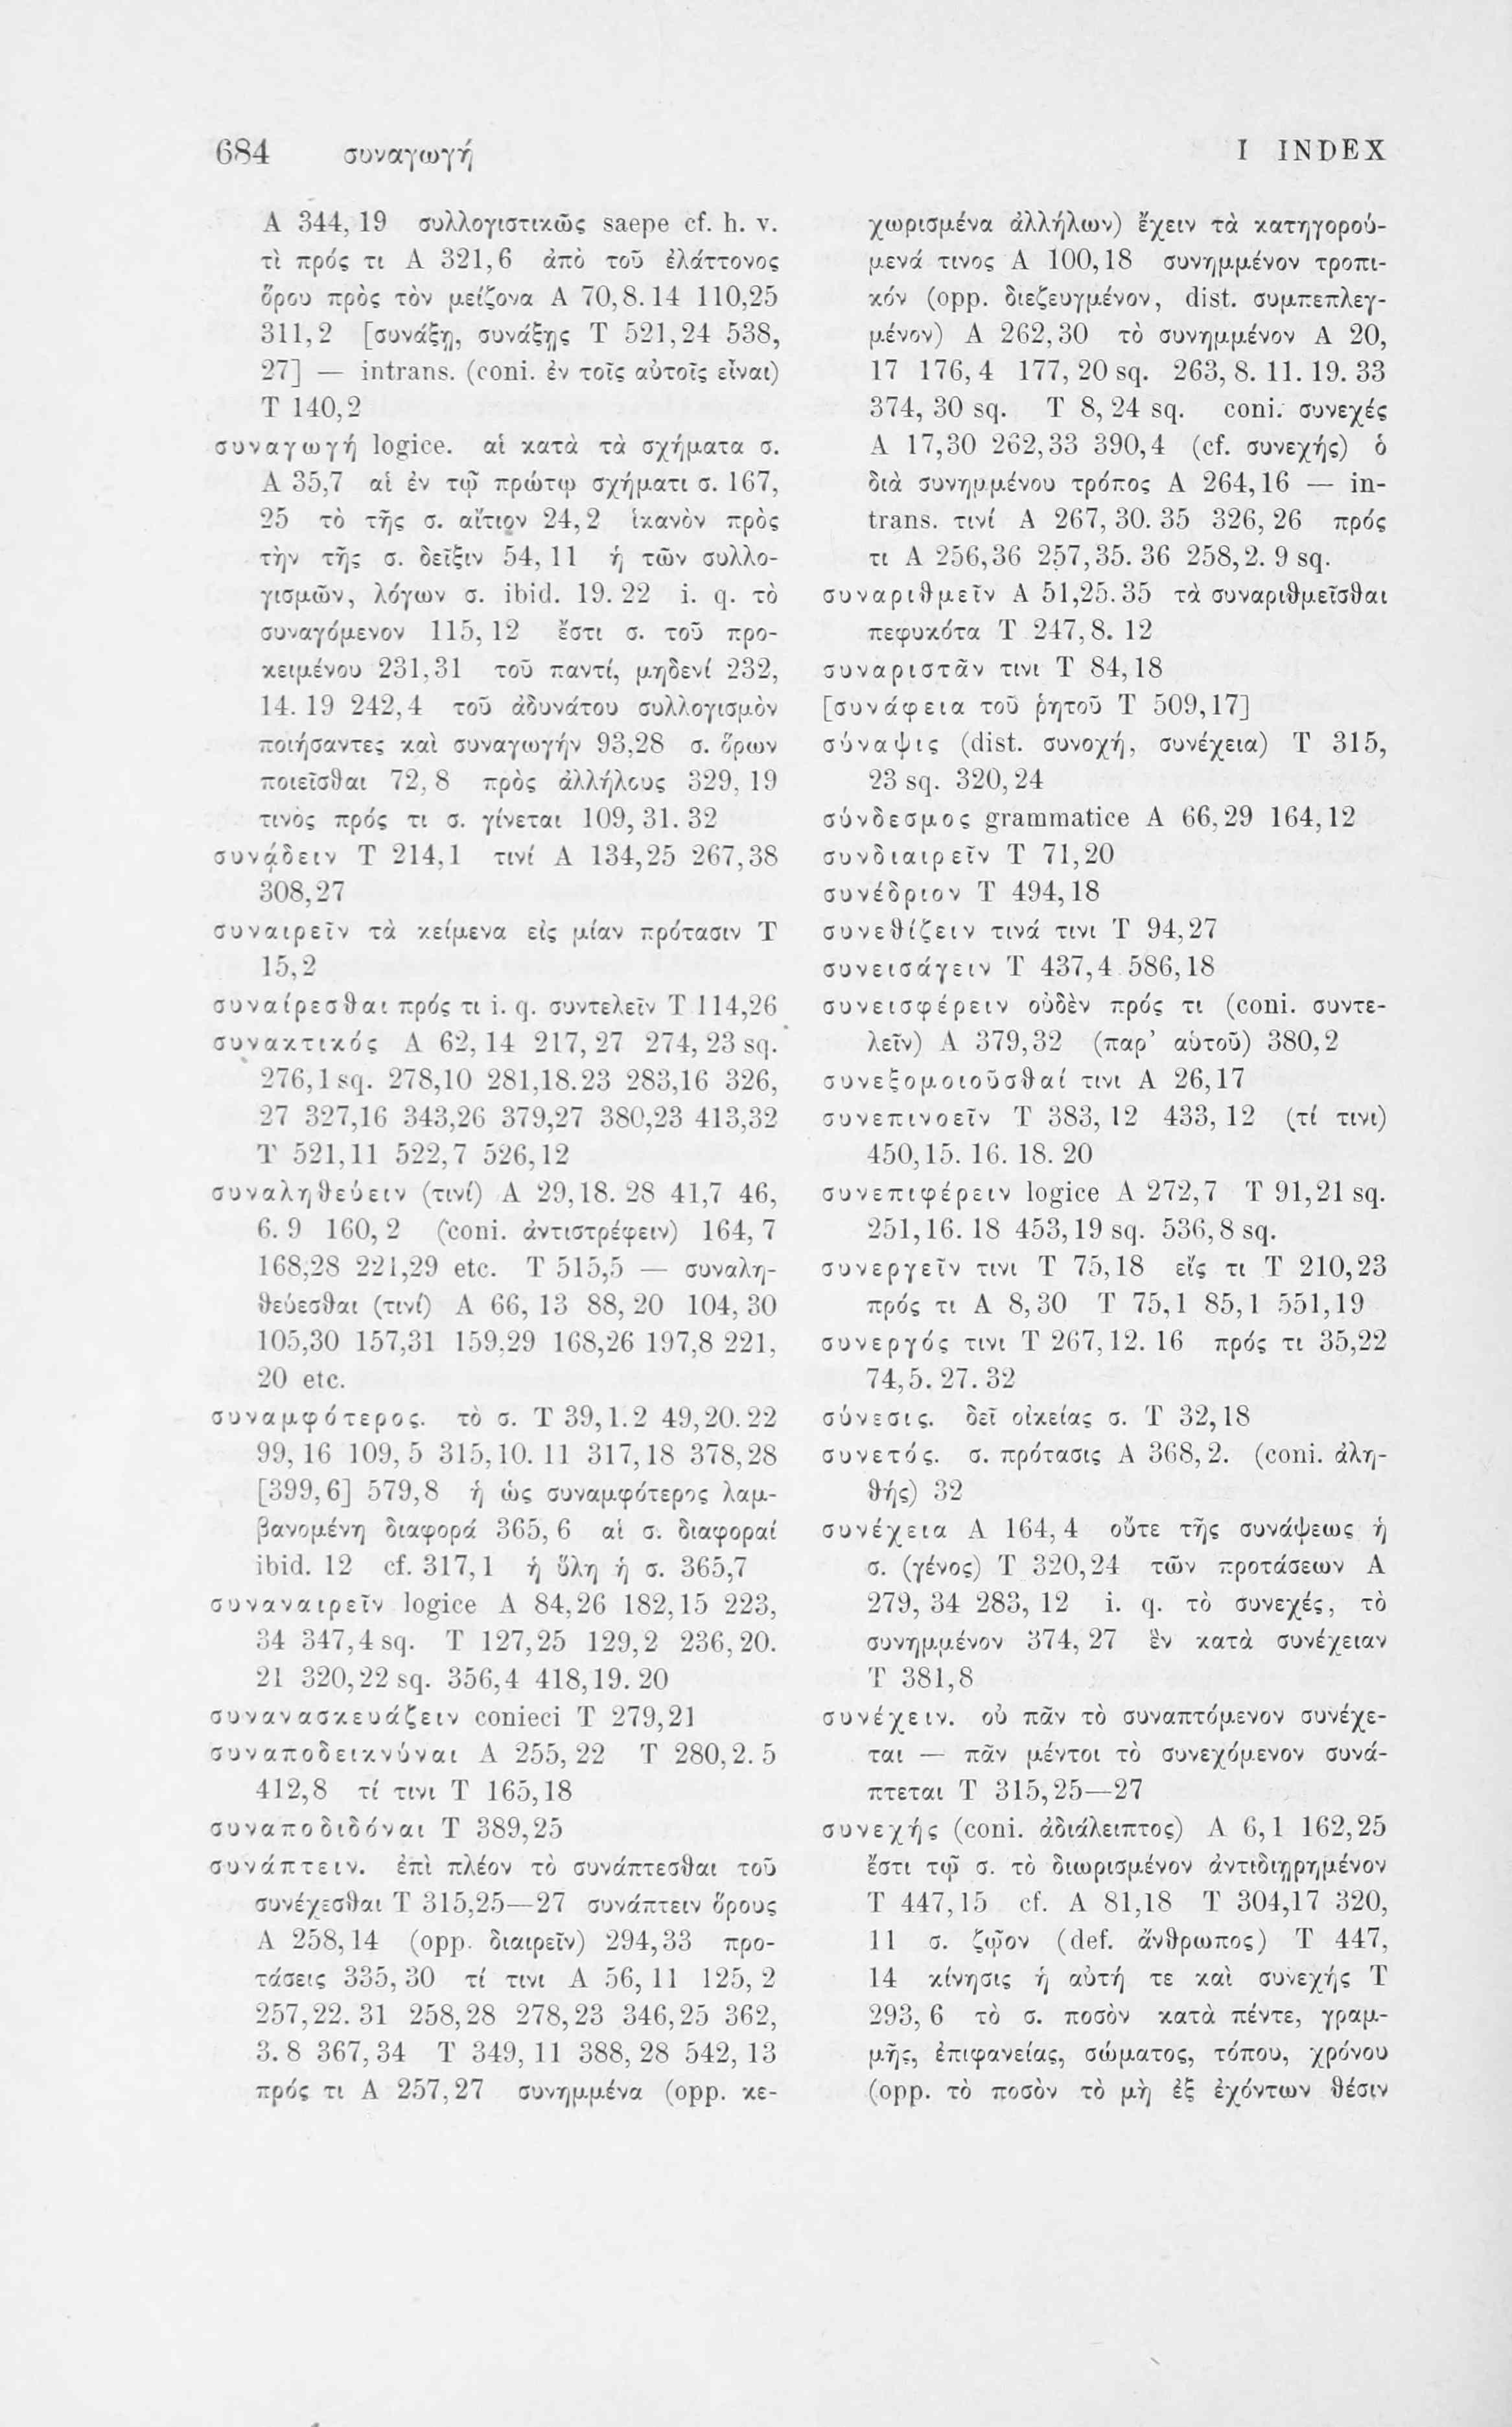 684 συναγωγή I INDEX
A 344, 19 συλλογιστικῶς saepe cf. h. v.
τὶ πρός τι A 321,6 ἀπὸ τοῦ ἐλάττονος
ὅρου πρὸς τὸν μείζονα A 70,8.14 110,25
311,2 [συνάξῃ, συνάξῃς T 521,24 538,
27] — intrans. (coni. ἐν τοῖς αὐτοῖς εἶναι)
T 140,2
συναγωγή logice. αἱ κατὰ τὰ σχήματα σ.
A 35,7 αἱ ἐν τῷ πρώτῳ σχήματι σ. 167,
25 τὸ τῆς σ. αἴτιον 24,2 ἱκανὸν πρὸς
τὴν τῆς σ. δεῖξιν 54, 11 ἡ τῶν συλλο-
γισμῶν, λόγων σ. ibid. 19. 22 i. q. τὸ
συναγόμενον 115, 12 ἔστι σ. τοῦ προ-
κειμένου 231,31 τοῦ παντί, μηδενί 232,
14. 19 242,4 τοῦ ἀδυνάτου συλλογισμὸν
ποιήσαντες καὶ συναγωγήν 93,28 σ. ὅρων
ποιεῖσθαι 72, 8 πρὸς ἀλλήλους 329, 19
τινὸς πρός τι σ. γίνεται 109, 31. 32
συνᾴδειν T 214,1 τινί A 134,25 267,38
308,27
συναιρεῖν τὰ κείμενα εἰς μίαν πρότασιν T
15,2
συναίρεσθαι πρός τι i. q. συντελεῖν T 114,26
συνακτικός A 62, 14 217, 27 274, 23 sq.
276,1 sq. 278,10 281,18.23 283,16 326,
27 327,16 343,26 379,27 380,23 413,32
T 521,11 522,7 526,12
συναληθεύειν (τινί) A 29,18. 28 41,7 46,
6. 9 160, 2 (coni. ἀντιστρέφειν) 164, 7
168,28 221,29 etc. T 515,5 — συναλη-
θεύεσθαι (τινί) A 66, 13 88, 20 104, 30
105,30 157,31 159,29 168,26 197,8 221,
20 etc.
συναμφότερος. τὸ σ. T 39,1.2 49,20.22
99, 16 109, 5 315,10. 11 317,18 378,28
[399,6] 579,8 ἡ ὡς συναμφότερος λαμ-
βανομένη διαφορά 365, 6 αἱ σ. διαφοραί
ibid. 12 cf. 317,1 ἡ ὕλη ἡ σ. 365,7
συναναιρεῖν logice A 84,26 182,15 223,
34 347,4 sq. T 127,25 129,2 236,20.
21 320,22 sq. 356,4 418,19. 20
συνανασκευάζειν conieci T 279,21
συναποδεικνύναι A 255, 22 T 280,2. 5
412,8 τί τινι T 165,18
συναποδιδόναι T 389,25
συνάπτειν. ἐπὶ πλέον τὸ συνάπτεσθαι τοῦ
συνέχεσθαι T 315,25—27 συνάπτειν ὅρους
A 258,14 (opp. διαιρεῖν) 294,33 προ-
τάσεις 335, 30 τί τινι A 56, 11 125, 2
257,22. 31 258,28 278,23 346,25 362,
3. 8 367, 34 T 349, 11 388, 28 542, 13
πρός τι A 257,27 συνημμένα (opp. κε-
χωρισμένα ἀλλήλων) ἔχειν τὰ κατηγορού-
μενά τινος A 100,18 συνημμένον τροπι-
κόν (opp. διεζευγμένον, dist. συμπεπλεγ-
μένον) A 262,30 τὸ συνημμένον A 20,
17 176, 4 177, 20 sq. 263, 8. 11. 19. 33
374, 30 sq. T 8, 24 sq. coni. συνεχές
A 17,30 262,33 390,4 (cf. συνεχής) ὁ
διὰ συνημμένου τρόπος A 264,16 — in-
trans. τινί A 267, 30. 35 326, 26 πρός
τι A 256,36 257,35. 36 258,2. 9 sq.
συναριθμεῖν A 51,25.35 τὰ συναριθμεῖσθαι
πεφυκότα T 247,8. 12
συναριστᾶν τινι T 84,18
[συνάφεια τοῦ ῥητοῦ T 509,17]
σύναψις (dist. συνοχή, συνέχεια) T 315,
23 sq. 320,24
σύνδεσμος grammatice A 66,29 164,12
συνδιαιρεῖν T 71,20
συνέδριον T 494,18
συνεθίζειν τινά τινι T 94,27
συνεισάγειν T 437,4 586,18
συνεισφέρειν οὐδὲν πρός τι (coni. συντε-
λεῖν) A 379,32 (παρ’ αὑτοῦ) 380,2
συνεξομοιοῦσθαί τινι A 26,17
συνεπινοεῖν T 383, 12 433, 12 (τί τινι)
450,15. 16. 18. 20
συνεπιφέρειν logice A 272,7 T 91,21 sq.
251,16. 18 453,19 sq. 536,8 sq.
συνεργεῖν τινι T 75,18 εἴς τι T 210,23
πρός τι A 8,30 T 75,1 85,1 551,19
συνεργός τινι T 267,12. 16 πρός τι 35,22
74,5. 27. 32
σύνεσις. δεῖ οἰκείας σ. T 32,18
συνετός. σ. πρότασις A 368, 2. (coni. ἀλη-
θής) 32
συνέχεια A 164, 4 οὔτε τῆς συνάψεως ἡ
σ. (γένος) T 320,24 τῶν προτάσεων A
279, 34 283, 12 i. q. τὸ συνεχές, τὸ
συνημμένον 374, 27 ἓν κατὰ συνέχειαν
T 381,8
συνέχειν. οὐ πᾶν τὸ συναπτόμενον συνέχε-
ται — πᾶν μέντοι τὸ συνεχόμενον συνά-
πτεται T 315,25—27
συνεχής (coni. ἀδιάλειπτος) A 6,1 162,25
ἔστι τῷ σ. τὸ διωρισμένον ἀντιδιῃρημένον
T 447,15 cf. A 81,18 T 304,17 320,
11 σ. ζῷον (def. ἄνθρωπος) T 447,
14 κίνησις ἡ αὐτή τε καὶ συνεχής T
293, 6 τὸ σ. ποσὸν κατὰ πέντε, γραμ-
μῆς, ἐπιφανείας, σώματος, τόπου, χρόνου
(opp. τὸ ποσὸν τὸ μὴ ἐξ ἐχόντων θέσιν